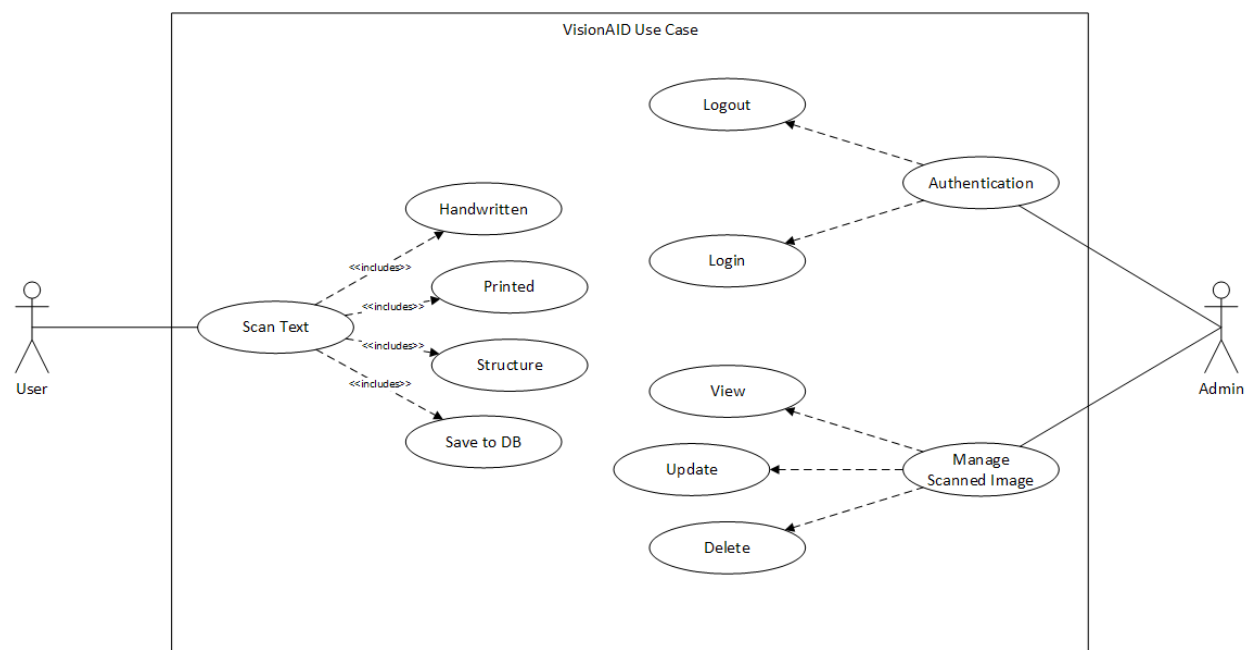 VisionAID Use Case
Logout
Authentication
Handwritten
<<includes>>
Login
Printed
<<includes>>
Scan Text
<<includes>>
Structure
<<includes>>
Save to DB
User
View
Admin
Update
Manage
Scanned Image
Delete